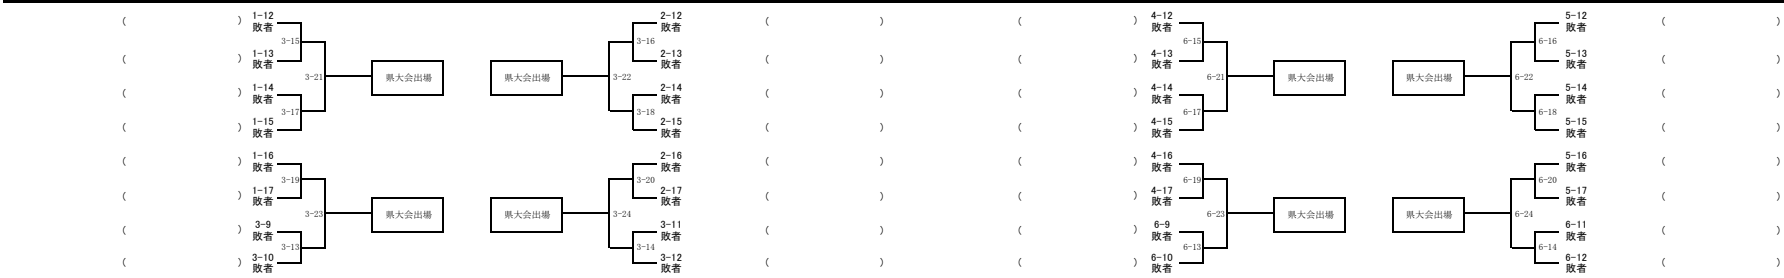 ( ) 1-12 敗者 2-12 敗者 ( ) ( ) 4-12 敗者 5-12 敗者 ( )
3-15 3-16 6-15 6-16
( ) 1-13 敗者 2-13 敗者 ( ) ( ) 4-13 敗者 5-13 敗者 ( )
3-21 県大会出場 県大会出場 3-22 6-21 県大会出場 県大会出場 6-22
( ) 1-14 敗者 2-14 敗者 ( ) ( ) 4-14 敗者 5-14 敗者 ( )
3-17 3-18 6-17 6-18
( ) 1-15 敗者 2-15 敗者 ( ) ( ) 4-15 敗者 5-15 敗者 ( )
( ) 1-16 敗者 2-16 敗者 ( ) ( ) 4-16 敗者 5-16 敗者 ( )
3-19 3-20 6-19 6-20
( ) 1-17 敗者 2-17 敗者 ( ) ( ) 4-17 敗者 5-17 敗者 ( )
3-23 県大会出場 県大会出場 3-24 6-23 県大会出場 県大会出場 6-24
( ) 3-9 敗者 3-11 敗者 ( ) ( ) 6-9 敗者 6-11 敗者 ( )
3-13 3-14 6-13 6-14
( ) 3-10 敗者 3-12 敗者 ( ) ( ) 6-10 敗者 6-12 敗者 ( )